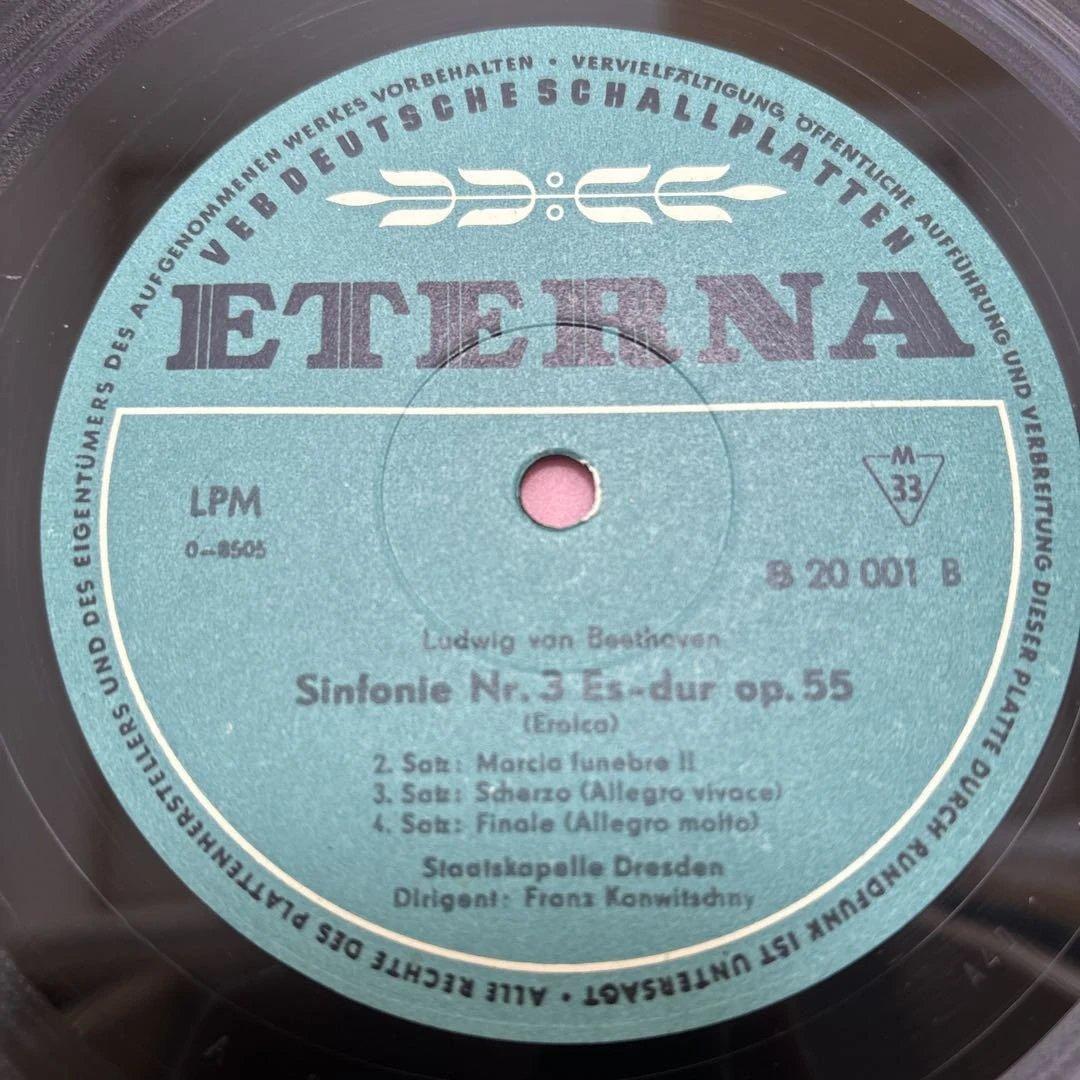 ALLE RECHTE DES PLATTENHERSTELLERS UND DES EIGENTÜMERS DES AUFGENOMMENEN WERKES VORBEHALTEN • VERVIELFÄLTIGUNG, ÖFFENTLICHE AUFFÜHRUNG UND VERBREITUNG DIESER PLATTE DURCH RUNDFUNK IST UNTERSAGT •
VEB DEUTSCHE SCHALLPLATTEN
ETERNA
LPM
0-8505
M
33
8 20 001 B
Ludwig van Beethoven
Sinfonie Nr. 3 Es-dur op. 55
(Eroica)
2. Satz: Marcia funebre II
3. Satz: Scherzo (Allegro vivace)
4. Satz: Finale (Allegro molto)
Staatskapelle Dresden
Dirigent: Franz Konwitschny
A